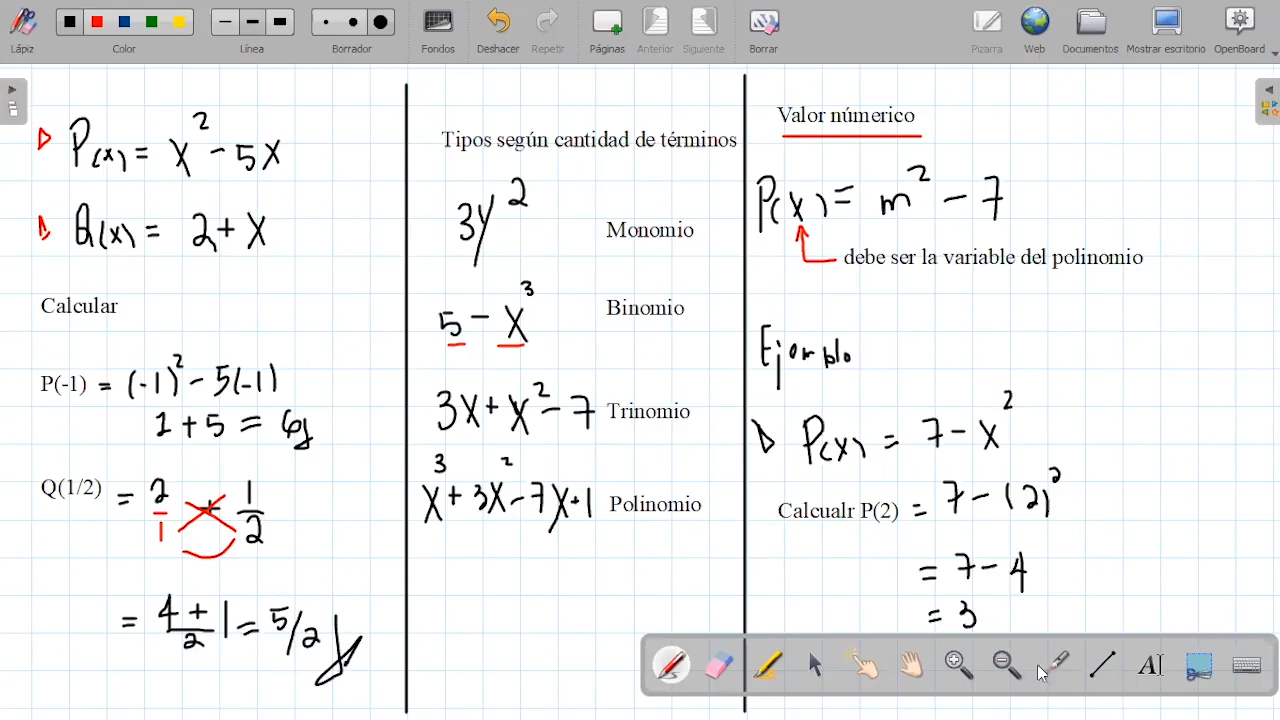 Lápiz Color Línea Borrador Fondos Deshacer Repetir Páginas Anterior Siguiente Borrar Pizarra Web Documentos Mostrar escritorio OpenBoard
P(x) = x² - 5x
Q(x) = 2 + x
Calcular
P(-1) = (-1)² - 5(-1)
1 + 5 = 6
Q(1/2) = 2/1 + 1/2
= 4 + 1/2 = 5/2
Tipos según cantidad de términos
3y² Monomio
5 - x³ Binomio
3x + x² - 7 Trinomio
x³ + 3x² - 7x + 1 Polinomio
Valor númerico
P(x) = m² - 7
debe ser la variable del polinomio
Ejemplo
P(x) = 7 - x²
Calcualr P(2) = 7 - (2)²
= 7 - 4
= 3